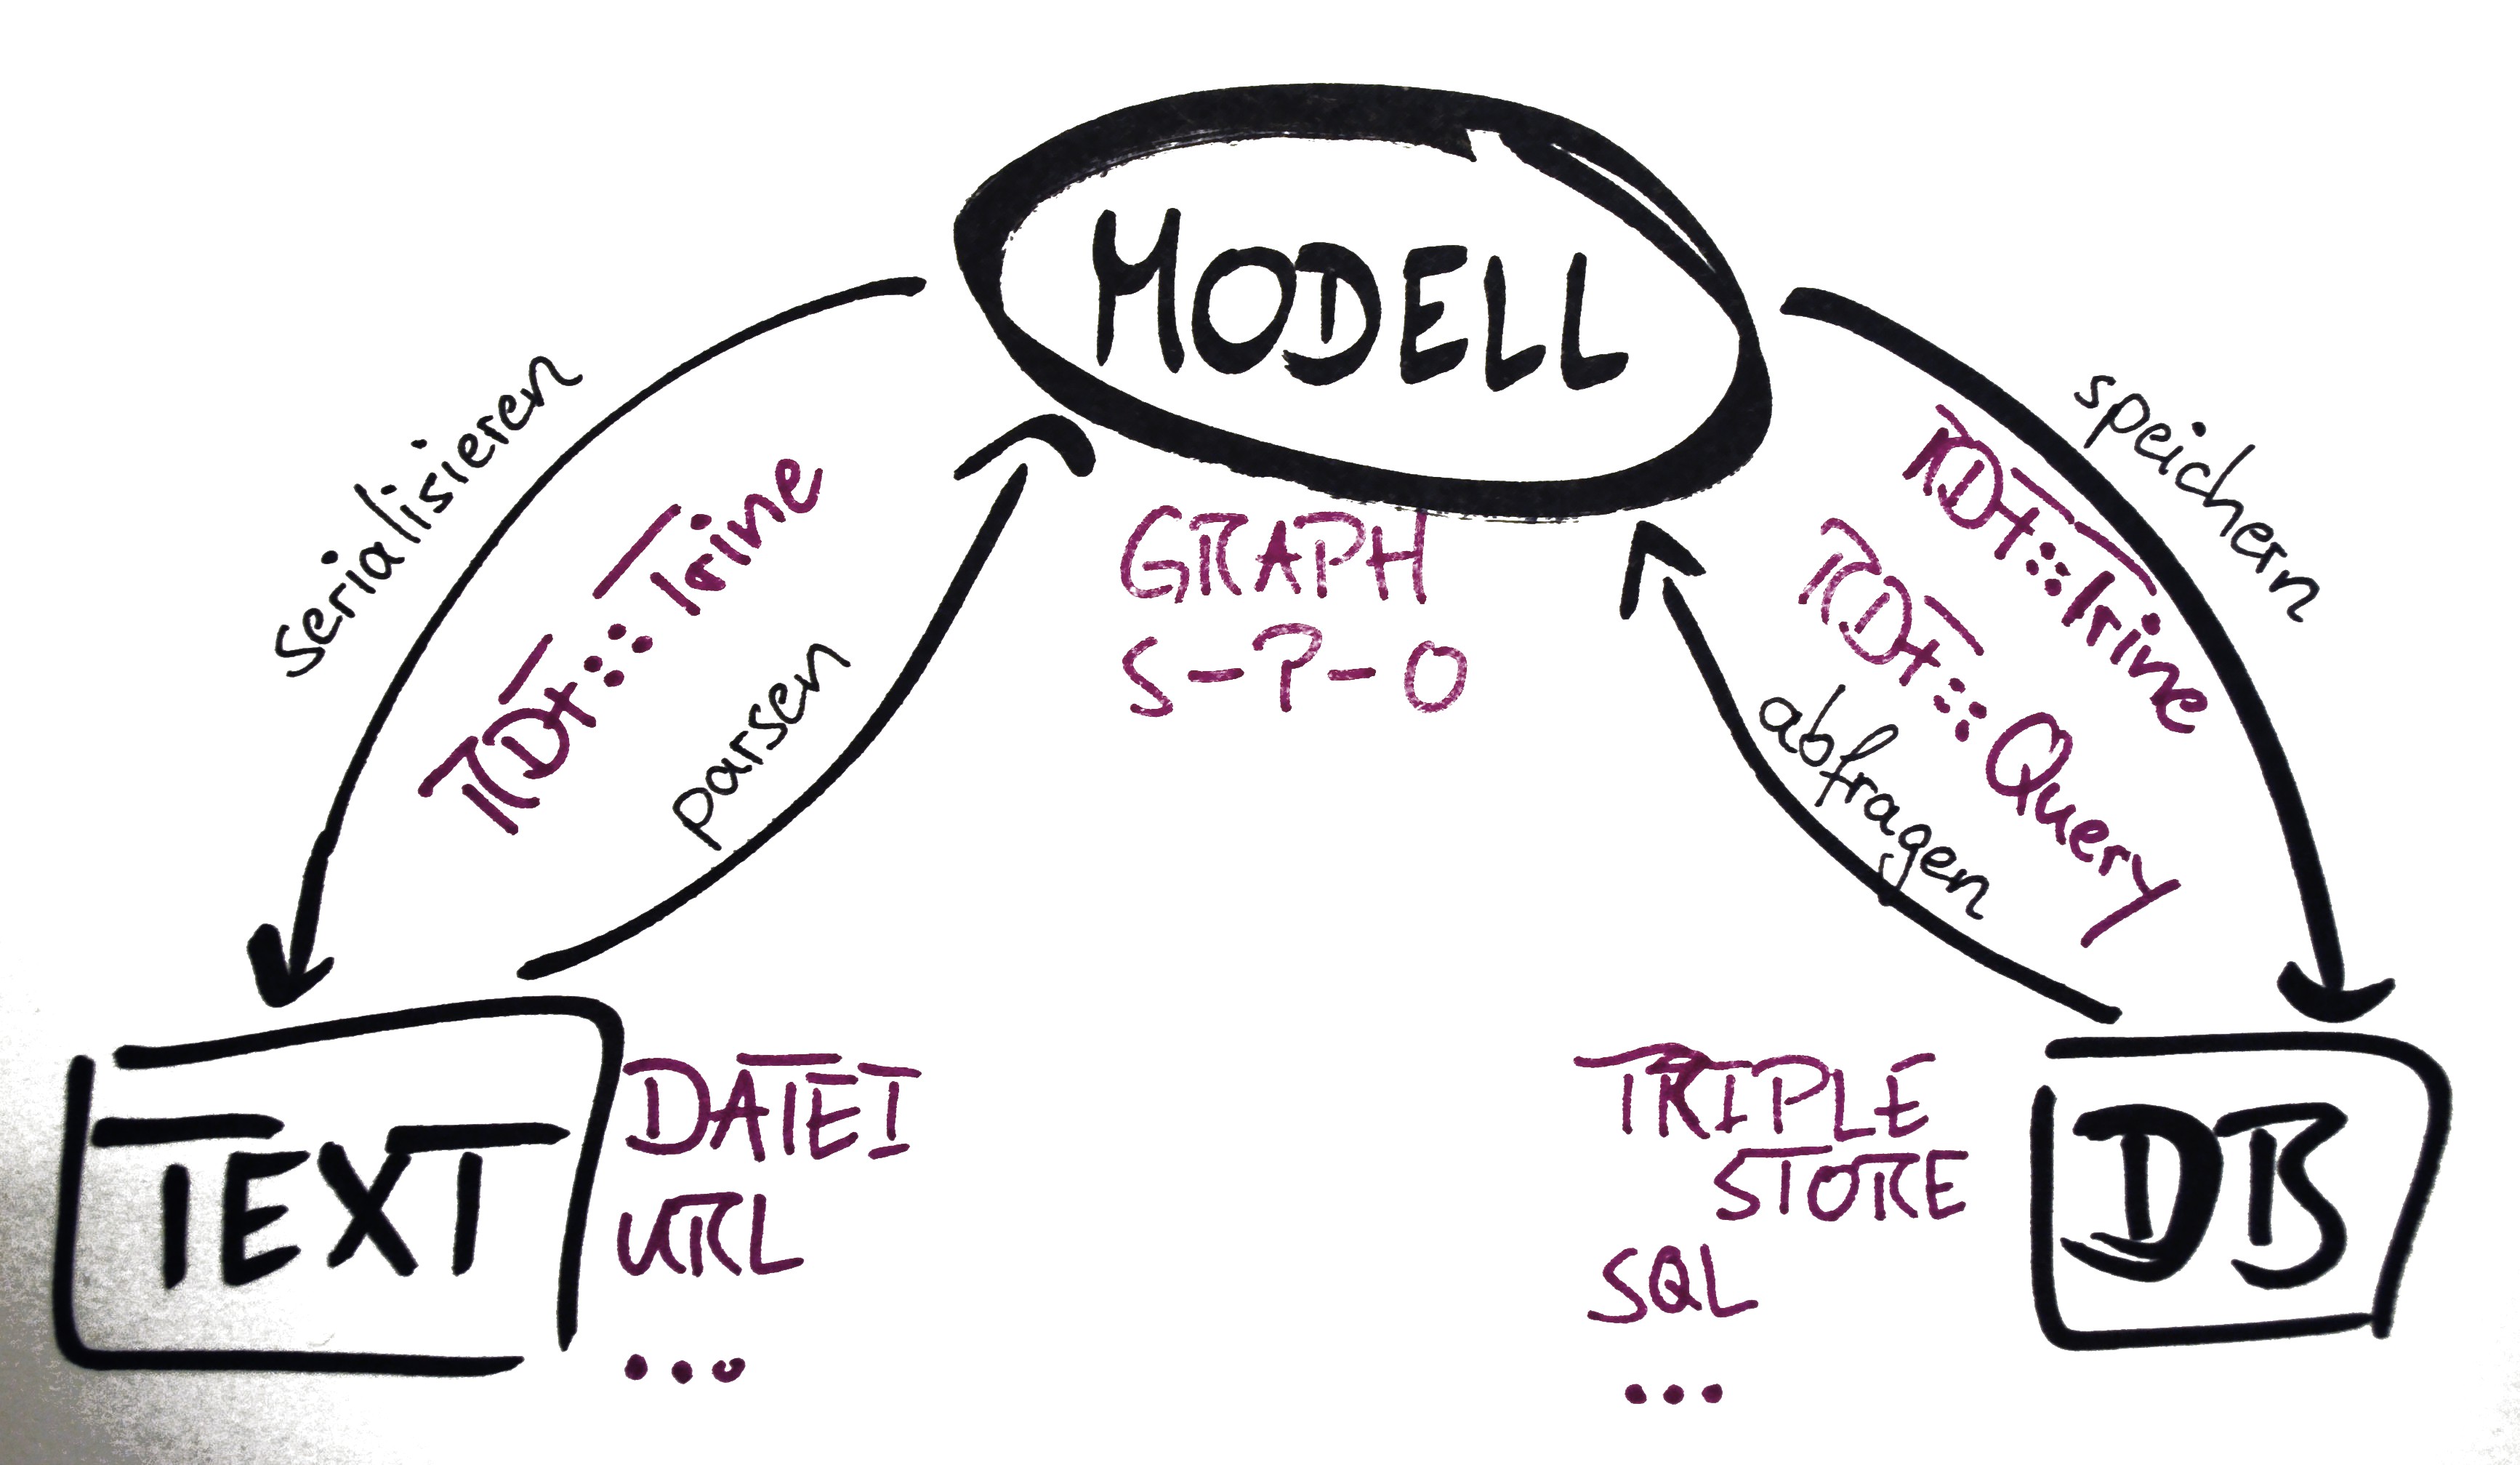 MODELL
GRAPH
S-P-O
serialisieren
RDF::Trine
parsen
speichern
RDF::Trine
RDF::Query
abfragen
TEXT
DATEI
URL
...
TRIPLE
STORE
SQL
...
DB